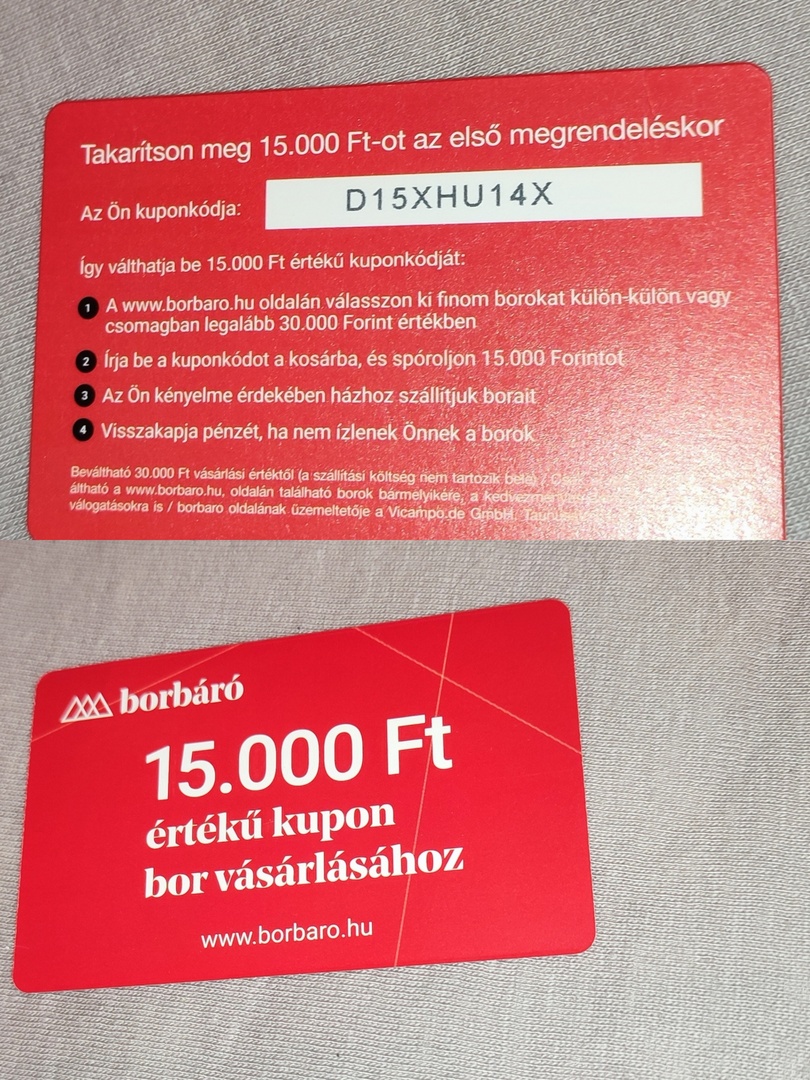 Takarítson meg 15.000 Ft-ot az első megrendeléskor
Az Ön kuponkódja:
D15XHU14X
Így válthatja be 15.000 Ft értékű kuponkódját:
1 A www.borbaro.hu oldalán válasszon ki finom borokat külön-külön vagy
csomagban legalább 30.000 Forint értékben
2 Írja be a kuponkódot a kosárba, és spóroljon 15.000 Forintot
3 Az Ön kényelme érdekében házhoz szállítjuk borait
4 Visszakapja pénzét, ha nem ízlenek Önnek a borok
Beváltható 30.000 Ft vásárlási értéktől (a szállítási költség nem tartozik bele) /
áltható a www.borbaro.hu, oldalán található borok bármelyikére, a
válogatásokra is / borbaro oldalának üzemeltetője a Vicampo.de GmbH,
borbáró
15.000 Ft
értékű kupon
bor vásárlásához
www.borbaro.hu